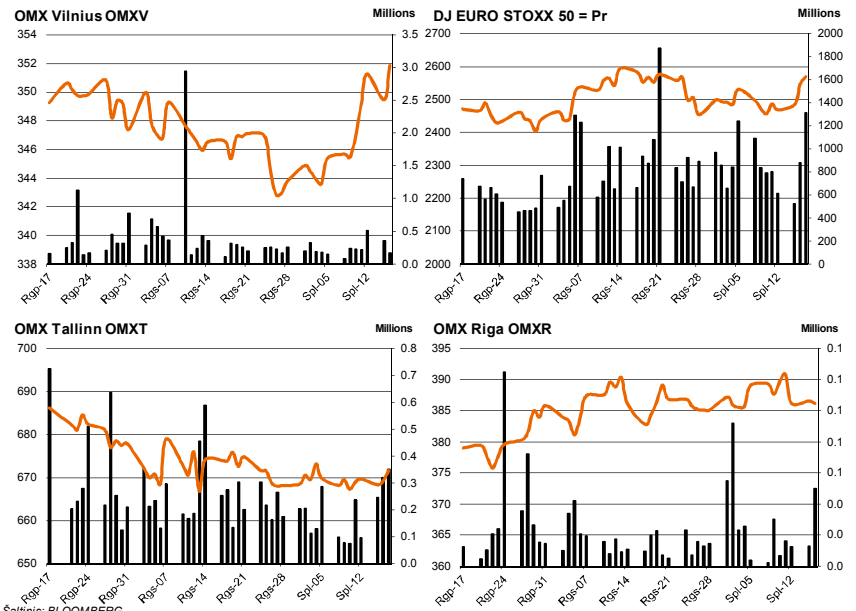 OMX Vilnius OMXV
Millions
354
352
350
348
346
344
342
340
338
3.5
3.0
2.5
2.0
1.5
1.0
0.5
0.0
Rgp-17
Rgp-24
Rgp-31
Rgs-07
Rgs-14
Rgs-21
Rgs-28
Spl-05
Spl-12
DJ EURO STOXX 50 = Pr
Millions
2700
2600
2500
2400
2300
2200
2100
2000
2000
1800
1600
1400
1200
1000
800
600
400
200
0
Rgp-17
Rgp-24
Rgp-31
Rgs-07
Rgs-14
Rgs-21
Rgs-28
Spl-05
Spl-12
OMX Tallinn OMXT
Millions
700
690
680
670
660
650
0.8
0.7
0.6
0.5
0.4
0.3
0.2
0.1
0.0
Rgp-17
Rgp-24
Rgp-31
Rgs-07
Rgs-14
Rgs-21
Rgs-28
Spl-05
Spl-12
OMX Riga OMXR
Millions
395
390
385
380
375
370
365
360
0.1
0.1
0.1
0.1
0.1
0.0
0.0
0.0
Rgp-17
Rgp-24
Rgp-31
Rgs-07
Rgs-14
Rgs-21
Rgs-28
Spl-05
Spl-12
Šaltinis: BLOOMBERG